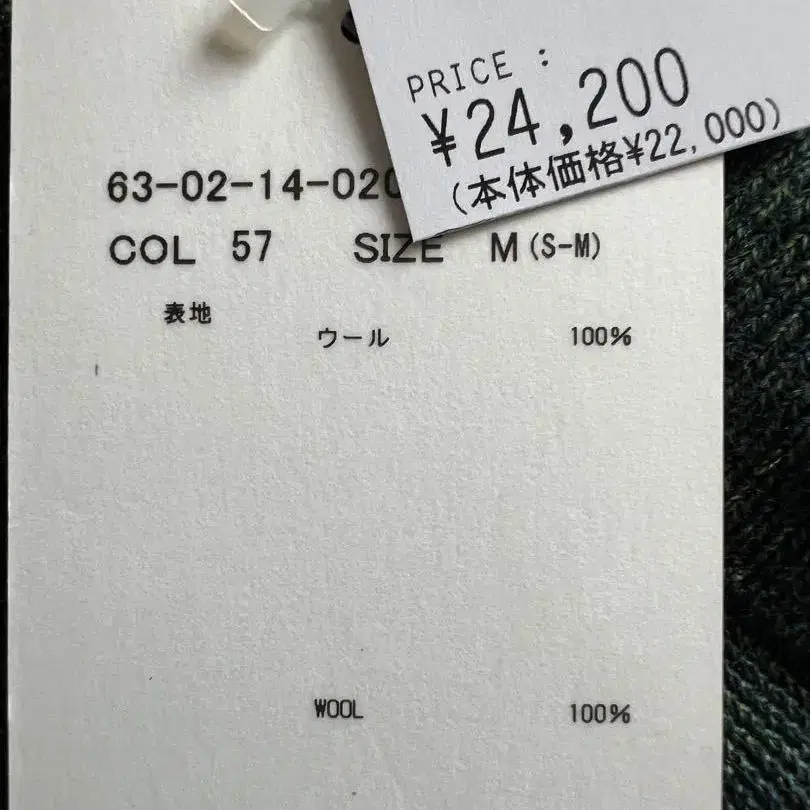 PRICE :
¥24,200
(本体価格¥22,000)
63-02-14-020
COL 57 SIZE M(S-M)
表地
ウール 100%
WOOL 100%